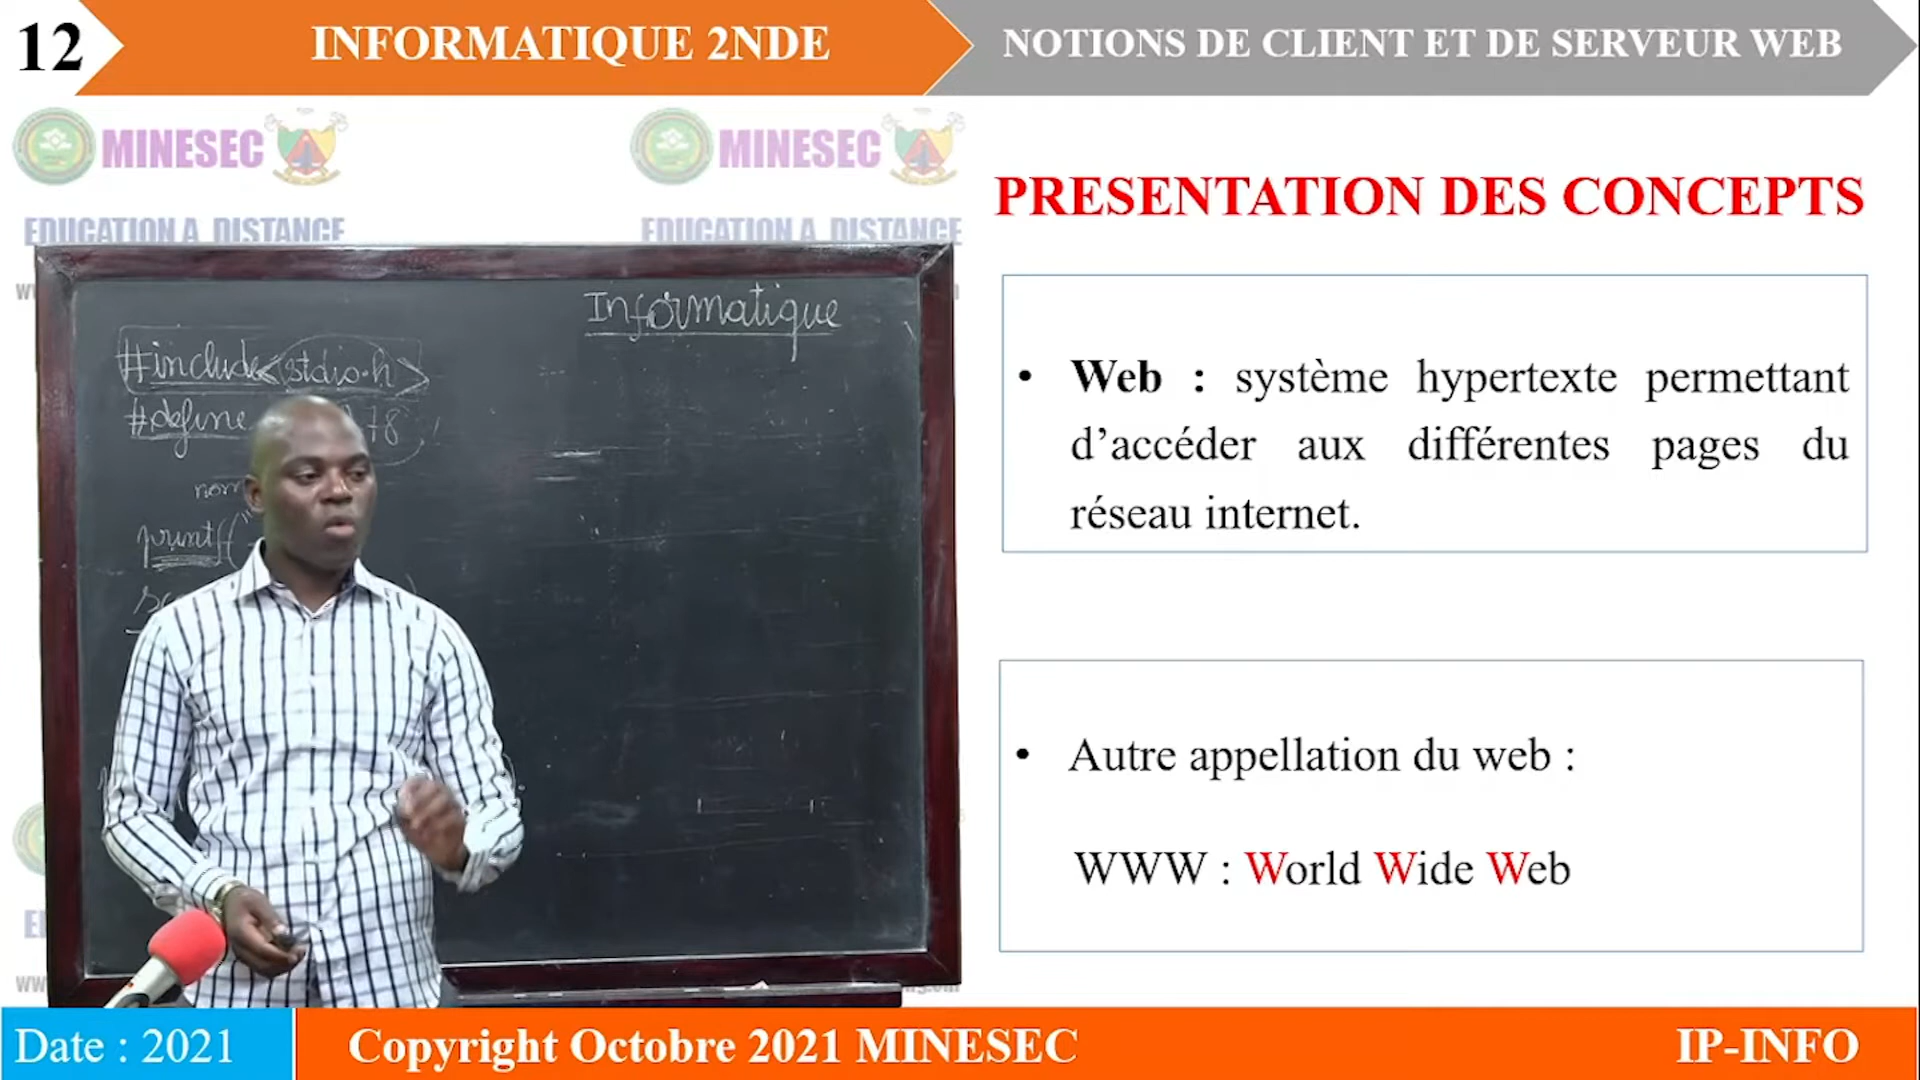 12
INFORMATIQUE 2NDE
NOTIONS DE CLIENT ET DE SERVEUR WEB
MINESEC
MINESEC
EDUCATION A DISTANCE
EDUCATION A DISTANCE
PRESENTATION DES CONCEPTS
Informatique
#include<stdio.h>
#define
78
printf("
• Web : système hypertexte permettant
d’accéder aux différentes pages du
réseau internet.
• Autre appellation du web :
WWW : World Wide Web
Date : 2021
Copyright Octobre 2021 MINESEC
IP-INFO